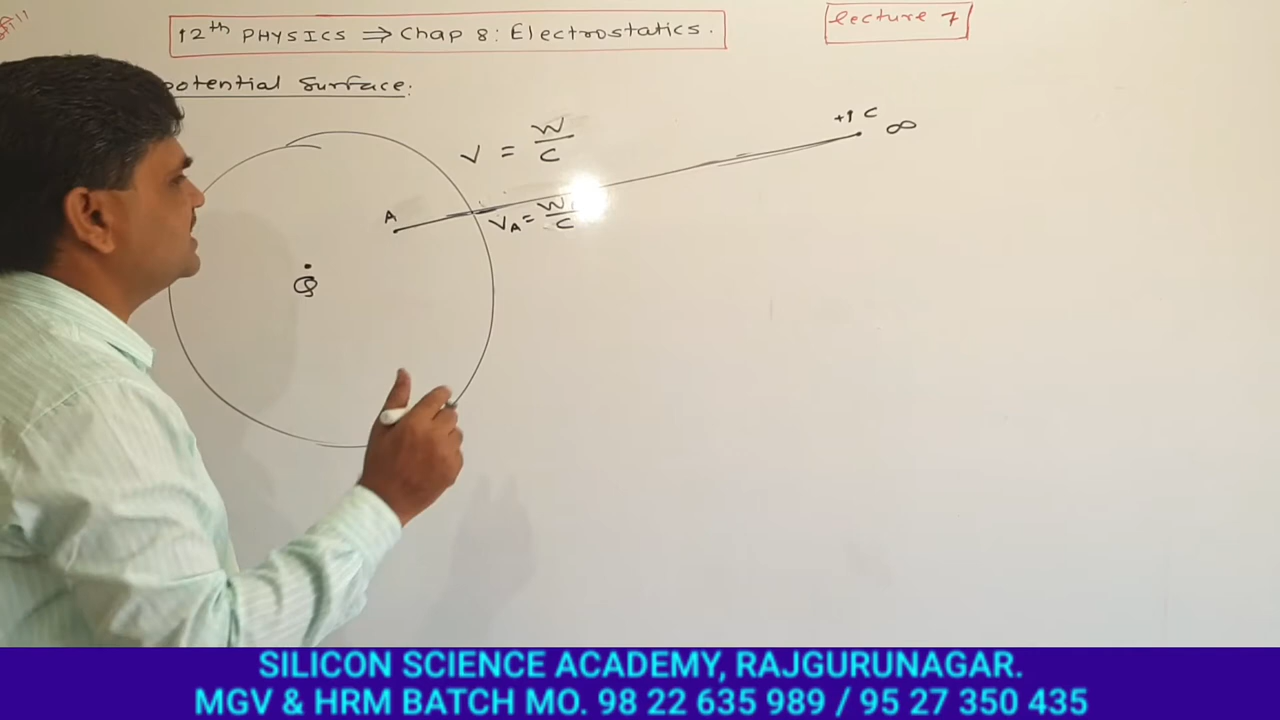 12th PHYSICS ⇒ Chap 8: Electrostatics.
Lecture 7
potential Surface:
V = W/C
+1 C
∞
A
VA = W/C
Q
SILICON SCIENCE ACADEMY, RAJGURUNAGAR.
MGV & HRM BATCH MO. 98 22 635 989 / 95 27 350 435